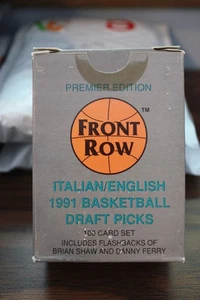 PREMIER EDITION
FRONT
ROW
TM
ITALIAN/ENGLISH
1991 BASKETBALL
DRAFT PICKS
100 CARD SET
INCLUDES FLASHBACKS OF
BRIAN SHAW AND DANNY FERRY